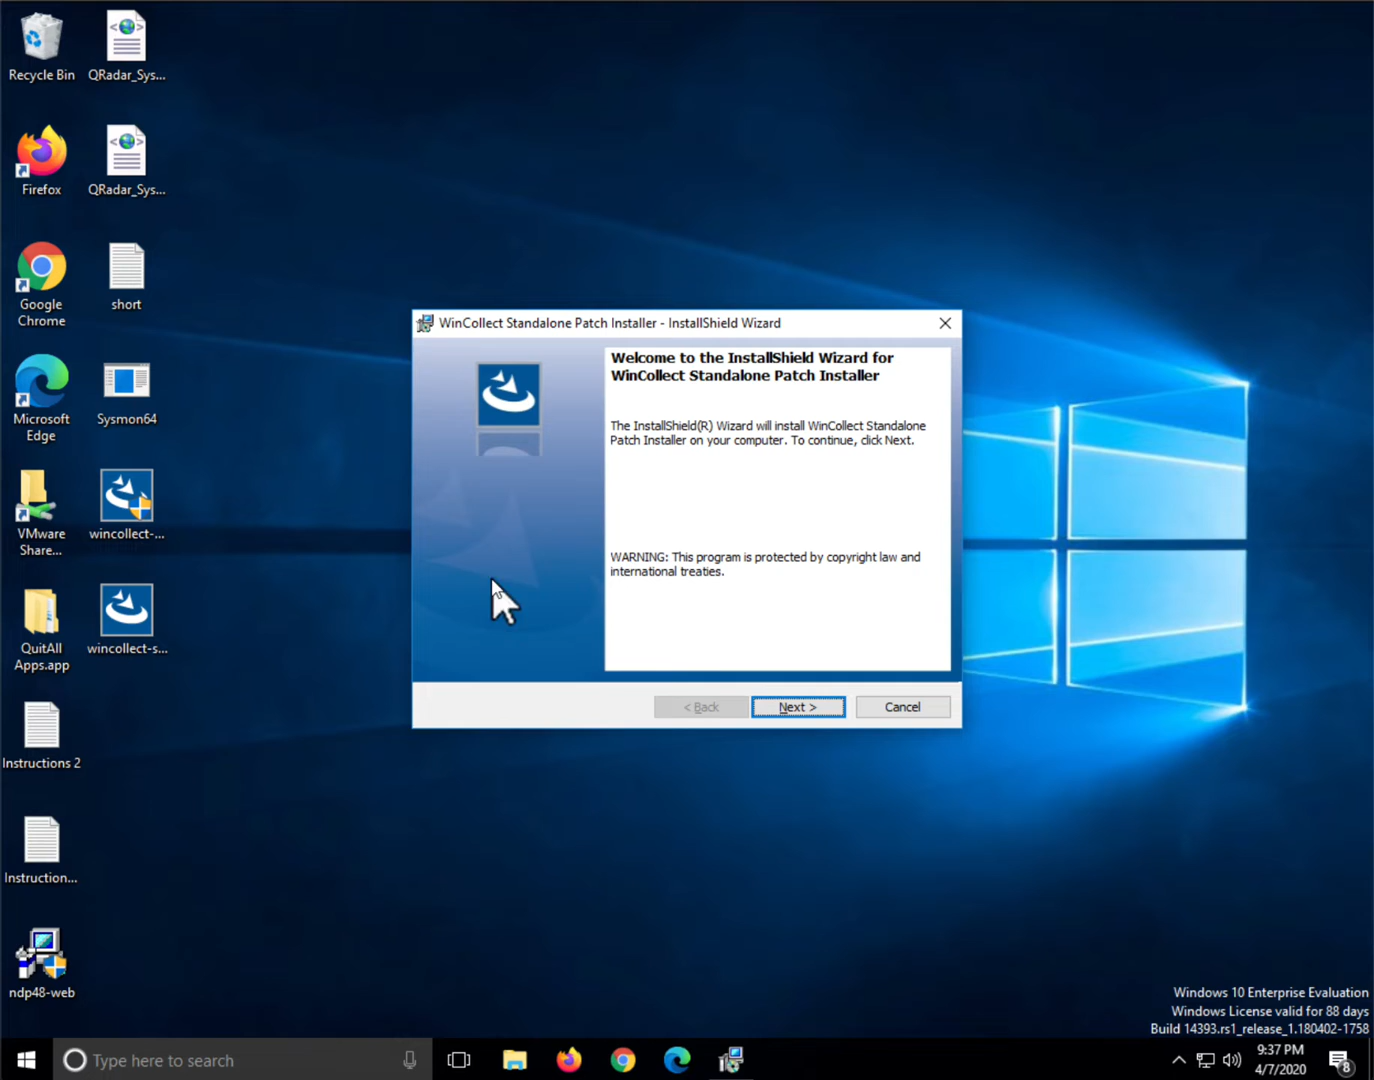 Recycle Bin
QRadar_Sys...
Firefox
QRadar_Sys...
Google
Chrome
short
Microsoft
Edge
Sysmon64
VMware
Share...
wincollect-...
QuitAll
Apps.app
wincollect-s...
Instructions 2
Instruction...
ndp48-web
WinCollect Standalone Patch Installer - InstallShield Wizard
Welcome to the InstallShield Wizard for
WinCollect Standalone Patch Installer
The InstallShield(R) Wizard will install WinCollect Standalone
Patch Installer on your computer. To continue, click Next.
WARNING: This program is protected by copyright law and
international treaties.
< Back
Next >
Cancel
Windows 10 Enterprise Evaluation
Windows License valid for 88 days
Build 14393.rs1_release_1.180402-1758
Type here to search
9:37 PM
4/7/2020
8